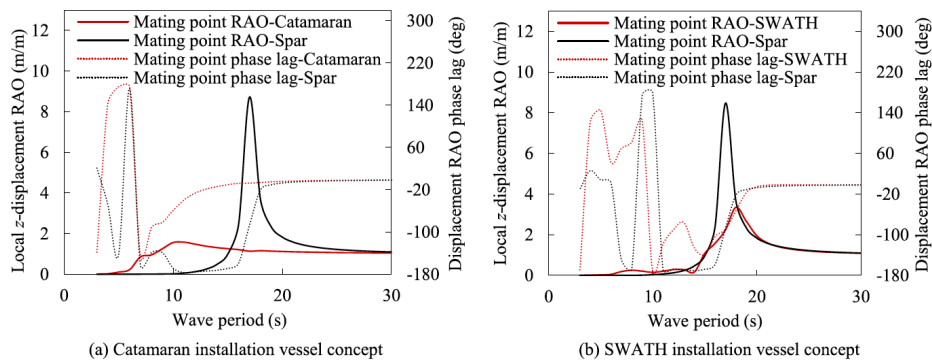 Mating point RAO-Catamaran
Mating point RAO-Spar
Mating point phase lag-Catamaran
Mating point phase lag-Spar
Local z-displacement RAO (m/m)
12
10
8
6
4
2
0
300
220
140
60
-20
-100
-180
Displacement RAO phase lag (deg)
0
10
20
30
Wave period (s)
(a) Catamaran installation vessel concept
Mating point RAO-SWATH
Mating point RAO-Spar
Mating point phase lag-SWATH
Mating point phase lag-Spar
Local z-displacement RAO (m/m)
12
10
8
6
4
2
0
300
220
140
60
-20
-100
-180
Displacement RAO phase lag (deg)
0
10
20
30
Wave period (s)
(b) SWATH installation vessel concept